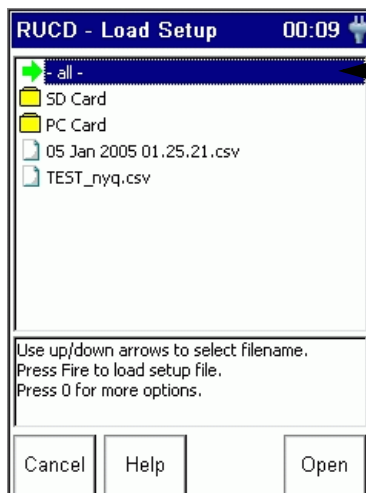 RUCD - Load Setup 00:09
- all -
SD Card
PC Card
05 Jan 2005 01.25.21.csv
TEST_nyq.csv
Use up/down arrows to select filename.
Press Fire to load setup file.
Press 0 for more options.
Cancel Help Open